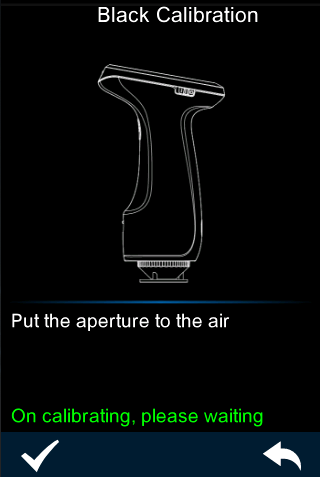 Black Calibration
Put the aperture to the air
On calibrating, please waiting